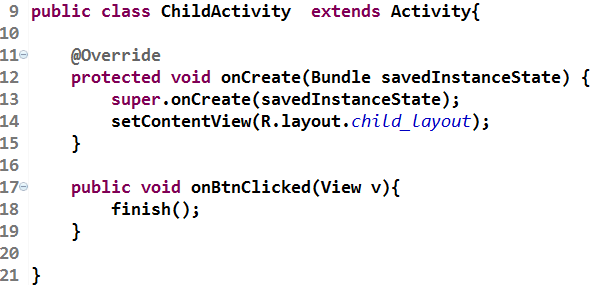 9 public class ChildActivity  extends Activity{
10
11 @Override
12 protected void onCreate(Bundle savedInstanceState) {
13 super.onCreate(savedInstanceState);
14 setContentView(R.layout.child_layout);
15 }
16
17 public void onBtnClicked(View v){
18 finish();
19 }
20
21 }